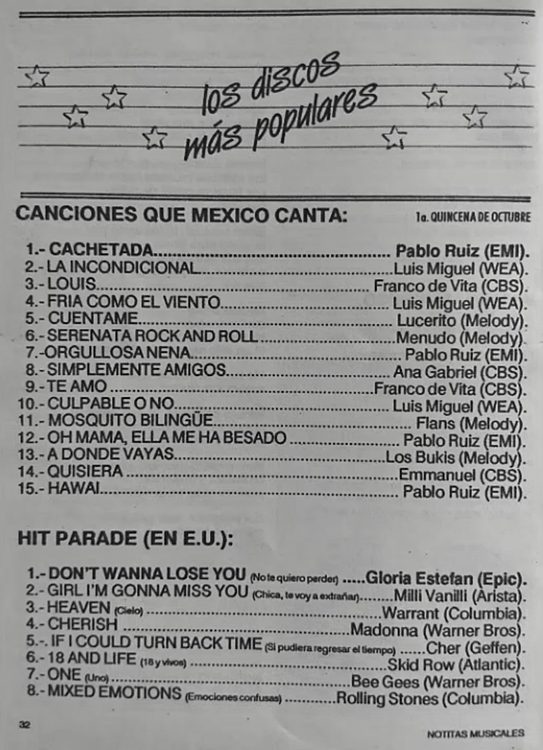 los discos
más populares
CANCIONES QUE MEXICO CANTA: 1a. QUINCENA DE OCTUBRE
1.- CACHETADA........................................ Pablo Ruiz (EMI).
2.- LA INCONDICIONAL........................................ Luis Miguel (WEA).
3.- LOUIS........................................ Franco de Vita (CBS).
4.- FRIA COMO EL VIENTO........................................ Luis Miguel (WEA).
5.- CUENTAME........................................ Lucerito (Melody).
6.- SERENATA ROCK AND ROLL........................................ Menudo (Melody).
7.-ORGULLOSA NENA........................................ Pablo Ruiz (EMI).
8.- SIMPLEMENTE AMIGOS........................................ Ana Gabriel (CBS).
9.- TE AMO ........................................ Franco de Vita (CBS).
10.- CULPABLE O NO........................................ Luis Miguel (WEA).
11.- MOSQUITO BILINGÜE........................................ Flans (Melody).
12.- OH MAMA, ELLA ME HA BESADO .................... Pablo Ruiz (EMI).
13.- A DONDE VAYAS........................................ Los Bukis (Melody).
14.- QUISIERA ........................................ Emmanuel (CBS).
15.- HAWAI........................................ Pablo Ruiz (EMI).
HIT PARADE (EN E.U.):
1.- DON'T WANNA LOSE YOU (No te quiero perder) .....Gloria Estefan (Epic).
2.- GIRL I'M GONNA MISS YOU (Chica, te voy a extrañar).......Milli Vanilli (Arista).
3.- HEAVEN (Cielo) ........................................ Warrant (Columbia).
4.- CHERISH ........................................ Madonna (Warner Bros).
5.-. IF I COULD TURN BACK TIME (Si pudiera regresar el tiempo) ......Cher (Geffen).
6.- 18 AND LIFE (18 y vivos) ........................................ Skid Row (Atlantic).
7.- ONE (Uno) ........................................ Bee Gees (Warner Bros).
8.- MIXED EMOTIONS (Emociones confusas) ............Rolling Stones (Columbia).
32 NOTITAS MUSICALES